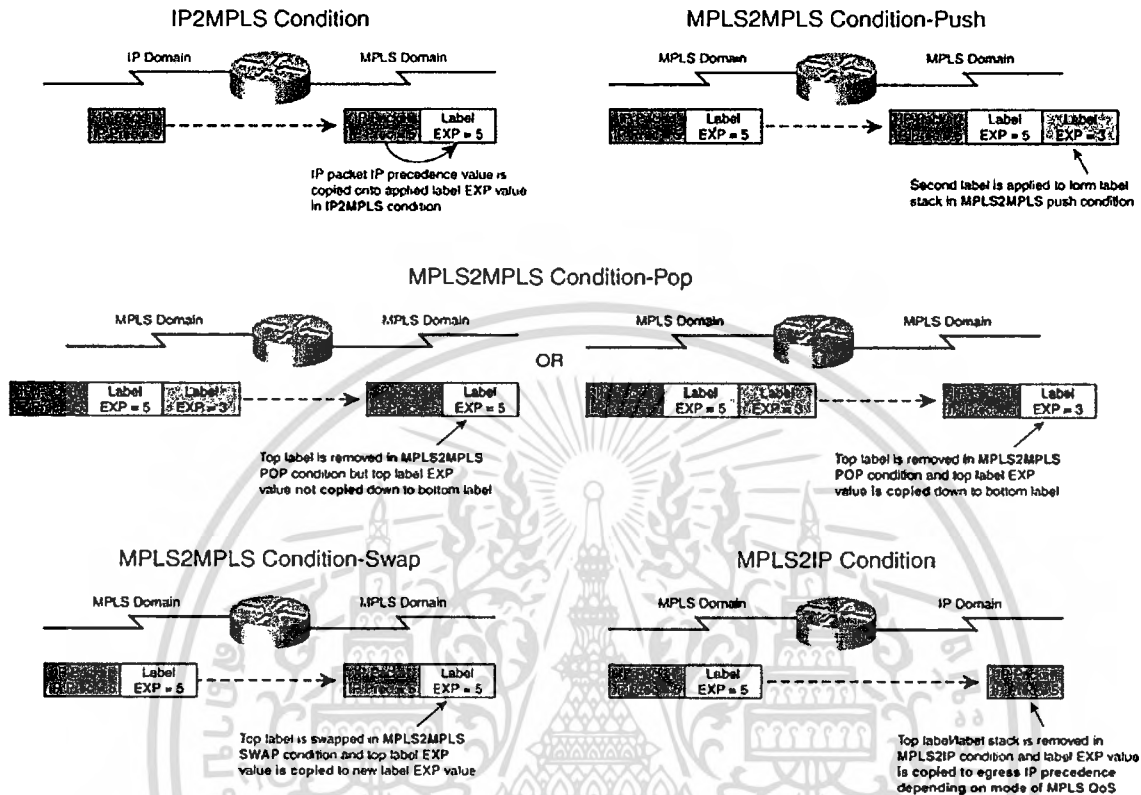 IP2MPLS Condition
IP Domain
MPLS Domain
Label
EXP = 5
IP packet IP precedence value is
copied onto applied label EXP value
in IP2MPLS condition
MPLS2MPLS Condition-Push
MPLS Domain
MPLS Domain
Label
EXP = 5
Label
EXP = 5
Label
EXP = 3
Second label is applied to form label
stack in MPLS2MPLS push condition
MPLS2MPLS Condition-Pop
MPLS Domain
MPLS Domain
Label
EXP = 5
Label
EXP = 3
Label
EXP = 5
Top label is removed in MPLS2MPLS
POP condition but top label EXP
value not copied down to bottom label
OR
MPLS Domain
MPLS Domain
Label
EXP = 5
Label
EXP = 3
Label
EXP = 3
Top label is removed in MPLS2MPLS
POP condition and top label EXP
value is copied down to bottom label
MPLS2MPLS Condition-Swap
MPLS Domain
MPLS Domain
Label
EXP = 5
Label
EXP = 5
Top label is swapped in MPLS2MPLS
SWAP condition and top label EXP
value is copied to new label EXP value
MPLS2IP Condition
MPLS Domain
IP Domain
Label
EXP = 5
Top label/label stack is removed in
MPLS2IP condition and label EXP value
is copied to egress IP precedence
depending on mode of MPLS QoS